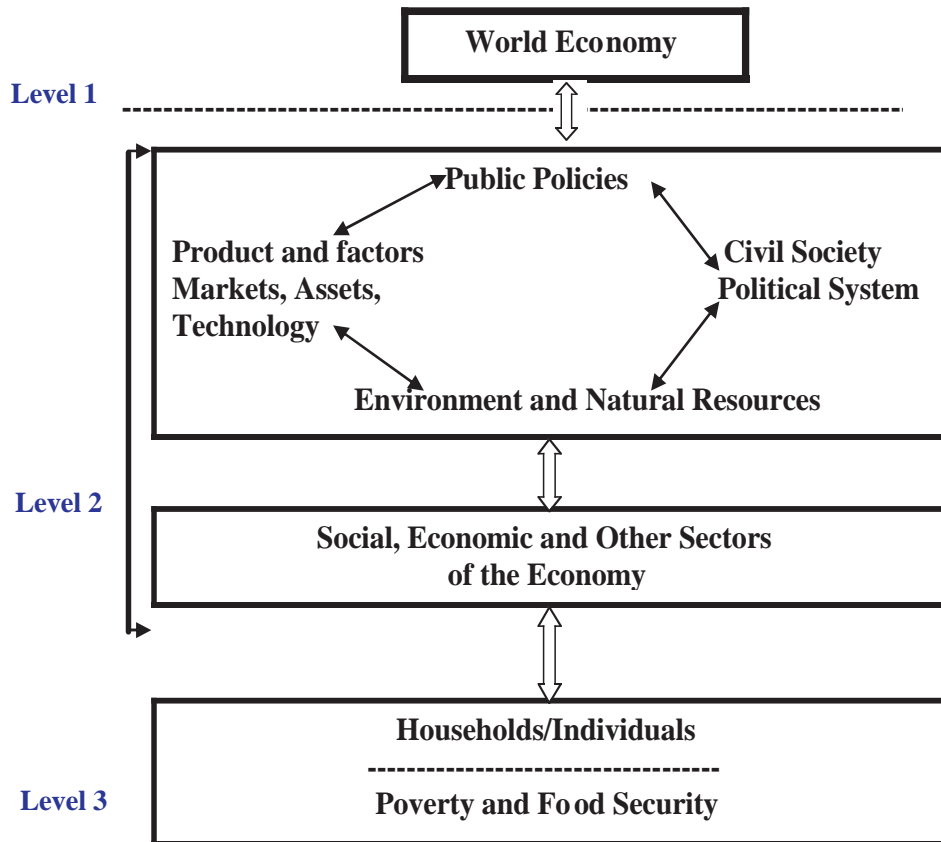 World Economy
Level 1
Public Policies
Product and factors
Markets, Assets,
Technology
Civil Society
Political System
Environment and Natural Resources
Level 2
Social, Economic and Other Sectors
of the Economy
Households/Individuals
Level 3
Poverty and Food Security